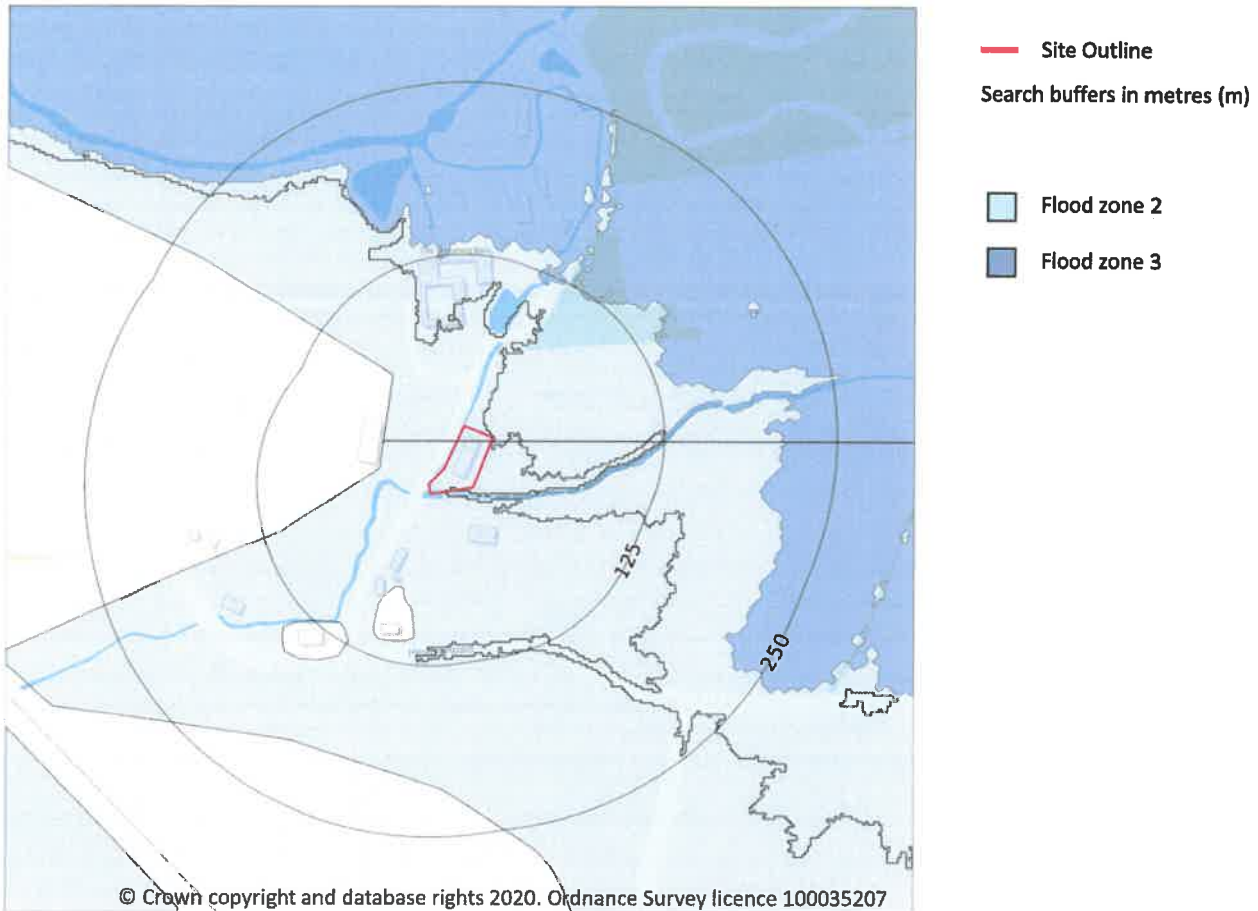 Site Outline
Search buffers in metres (m)
Flood zone 2
Flood zone 3
125
250
© Crown copyright and database rights 2020. Ordnance Survey licence 100035207